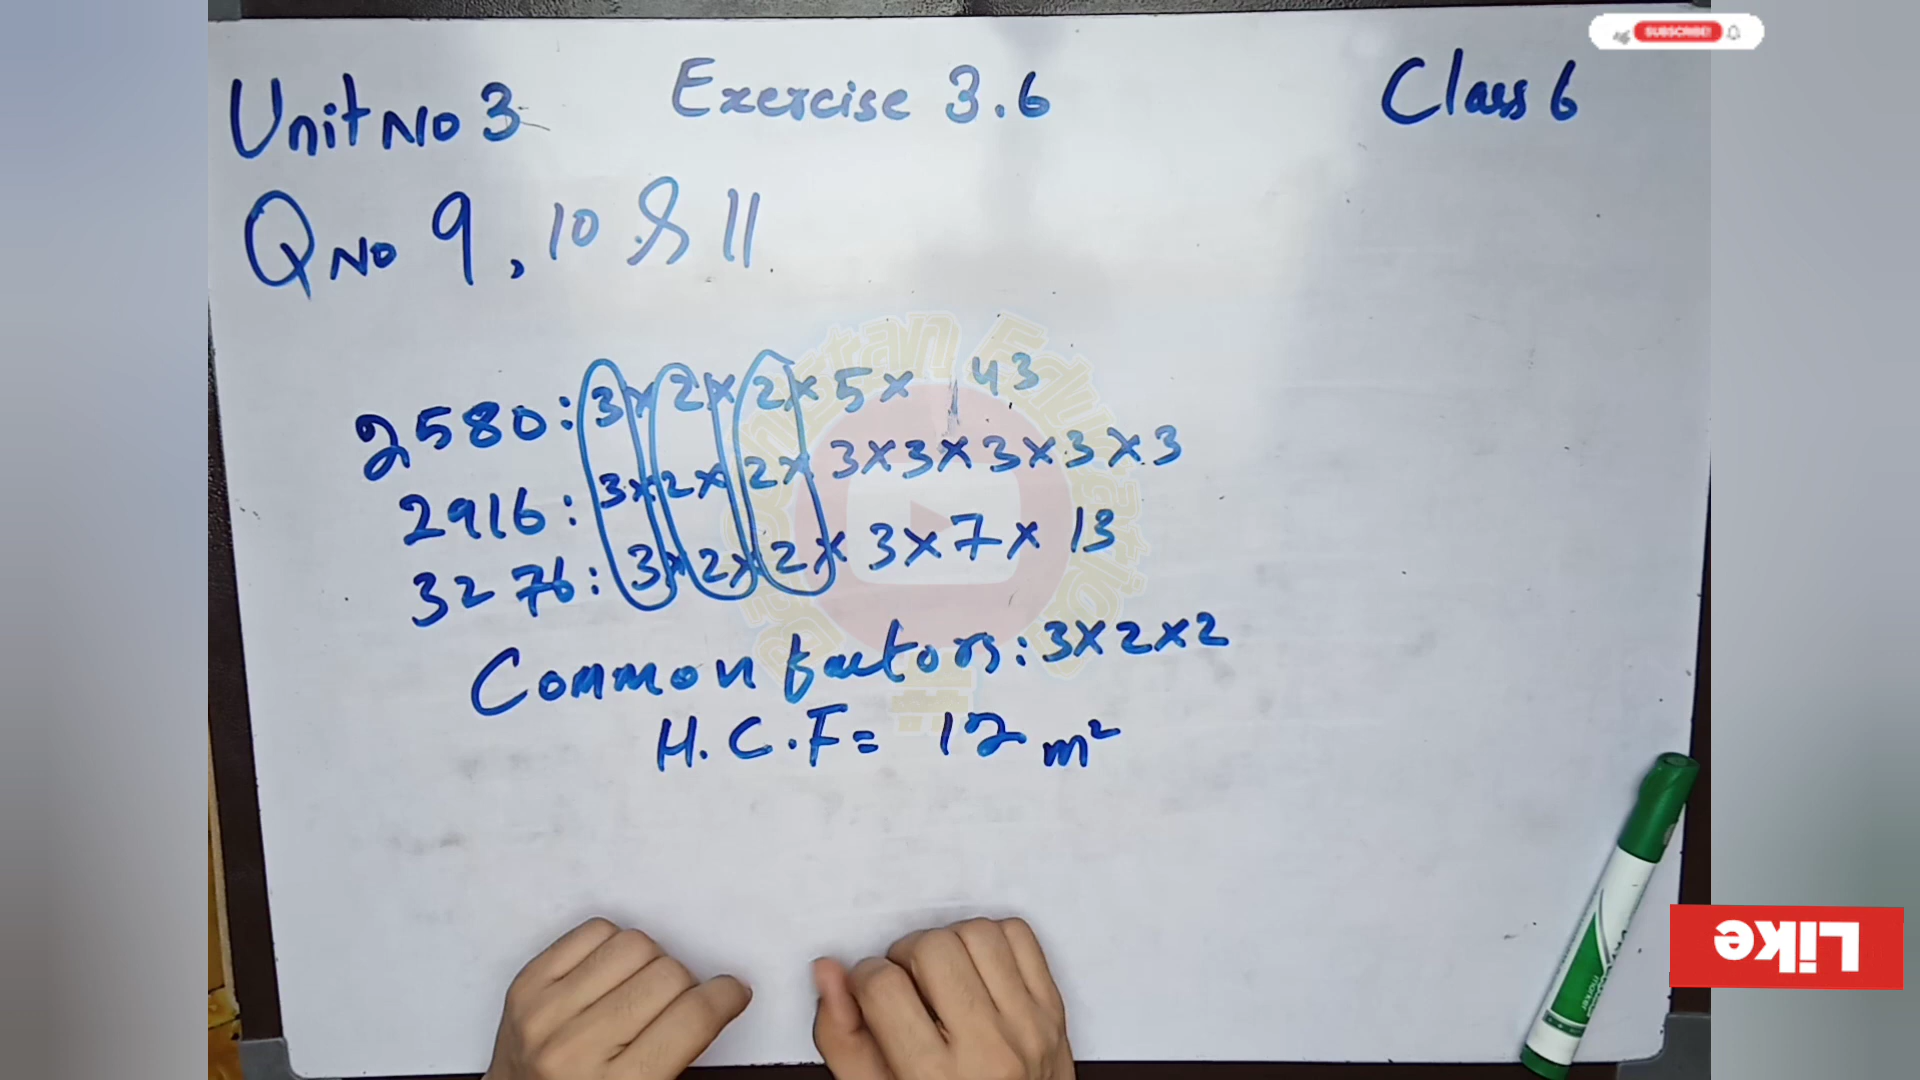 SUBSCRIBE!
Unit No 3 Exercise 3.6 Class 6
Q No 9, 10 & 11
2580: 3 x 2 x 2 x 5 x 43
2916: 3 x 2 x 2 x 3 x 3 x 3 x 3 x 3
3276: 3 x 2 x 2 x 3 x 7 x 13
Common factors: 3 x 2 x 2
H.C.F = 12 m²
Like